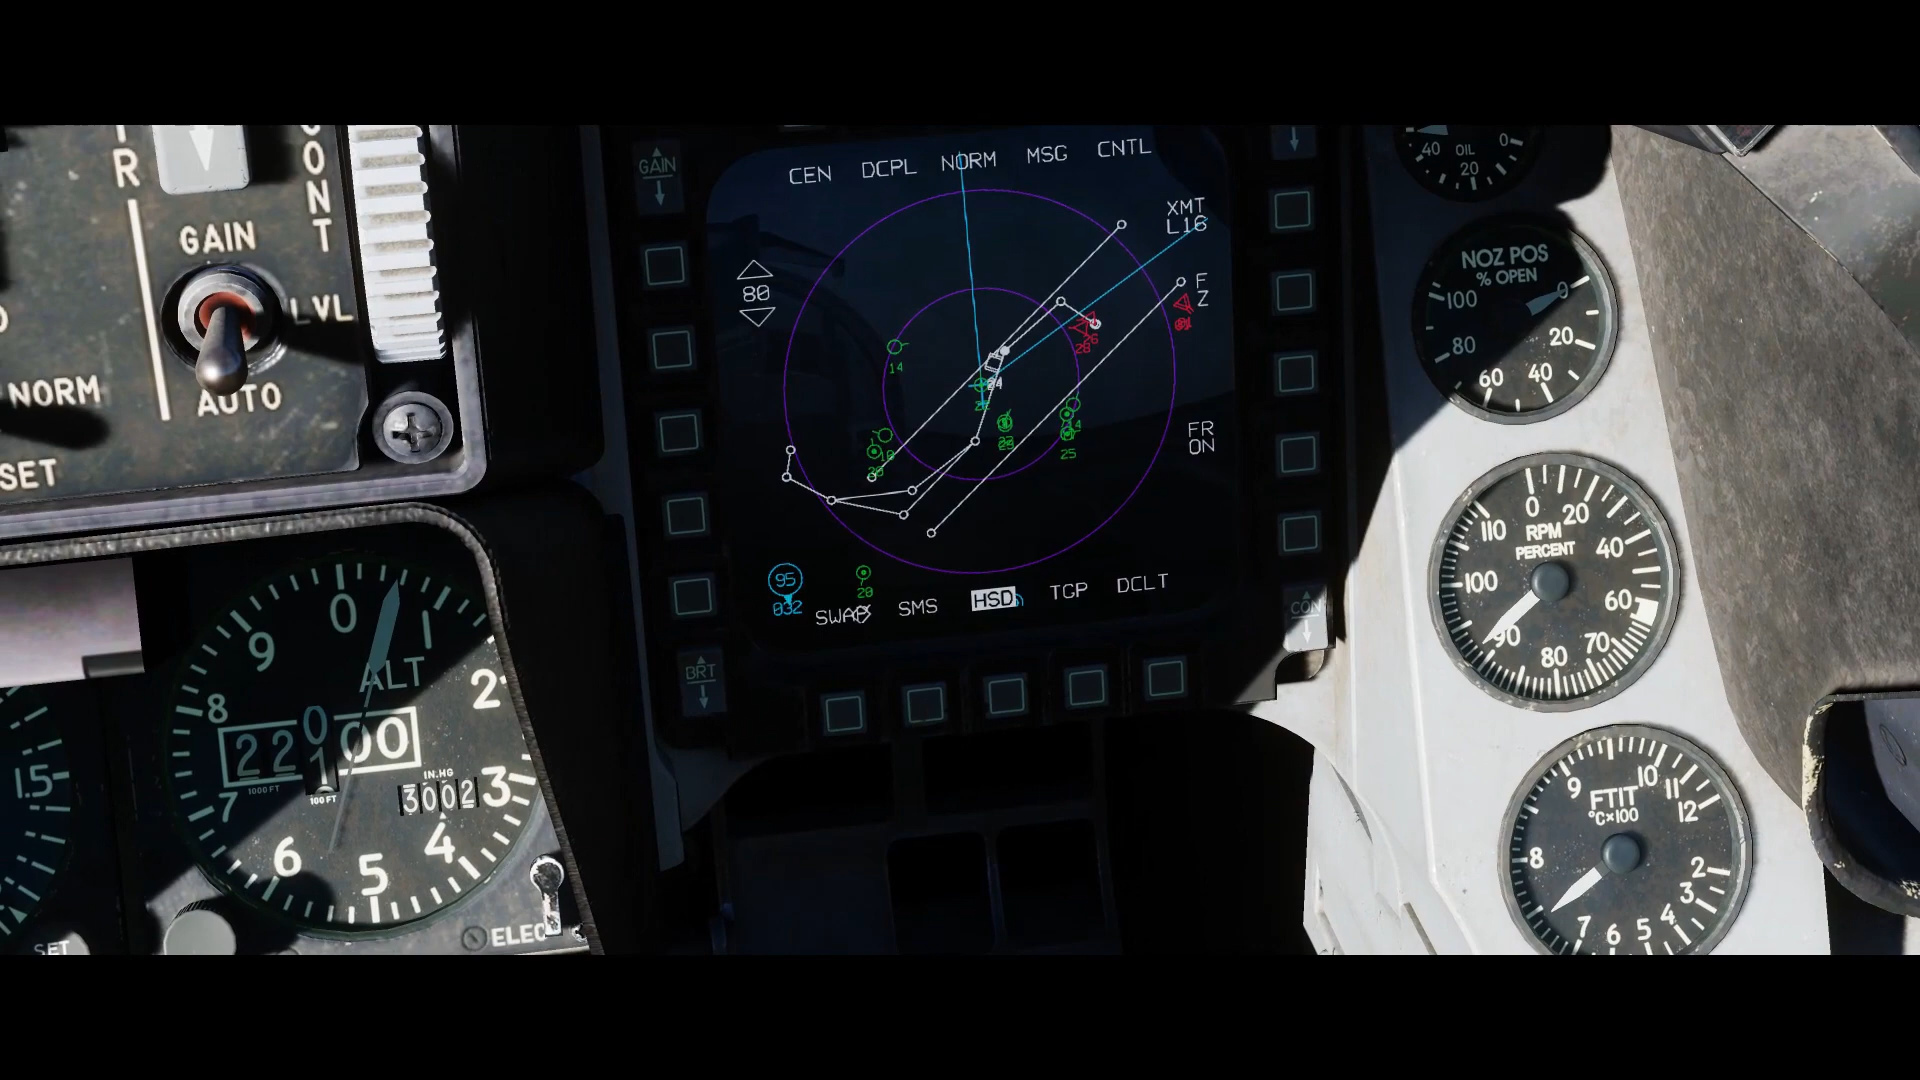 GAIN
LVL
NORM
AUTO
SET
GAIN
CEN DCPL NORM MSG CNTL
XMT
L16
80
F
Z
14
FR
ON
25
95
032
20
SWAP SMS HSD TGP DCLT
BRT
CON
0
1
2
3
4
5
6
7
8
9
ALT
22 00
1000 FT
100 FT
IN.HG
3002
ELEC
1.5
SET
40 OIL 0
20
NOZ POS
% OPEN
100 0
80 20
60 40
0 20
110 40
RPM
PERCENT
100 60
90 80 70
9 10 11 12
FTIT
°C×100
8 2
3
7 6 5 4